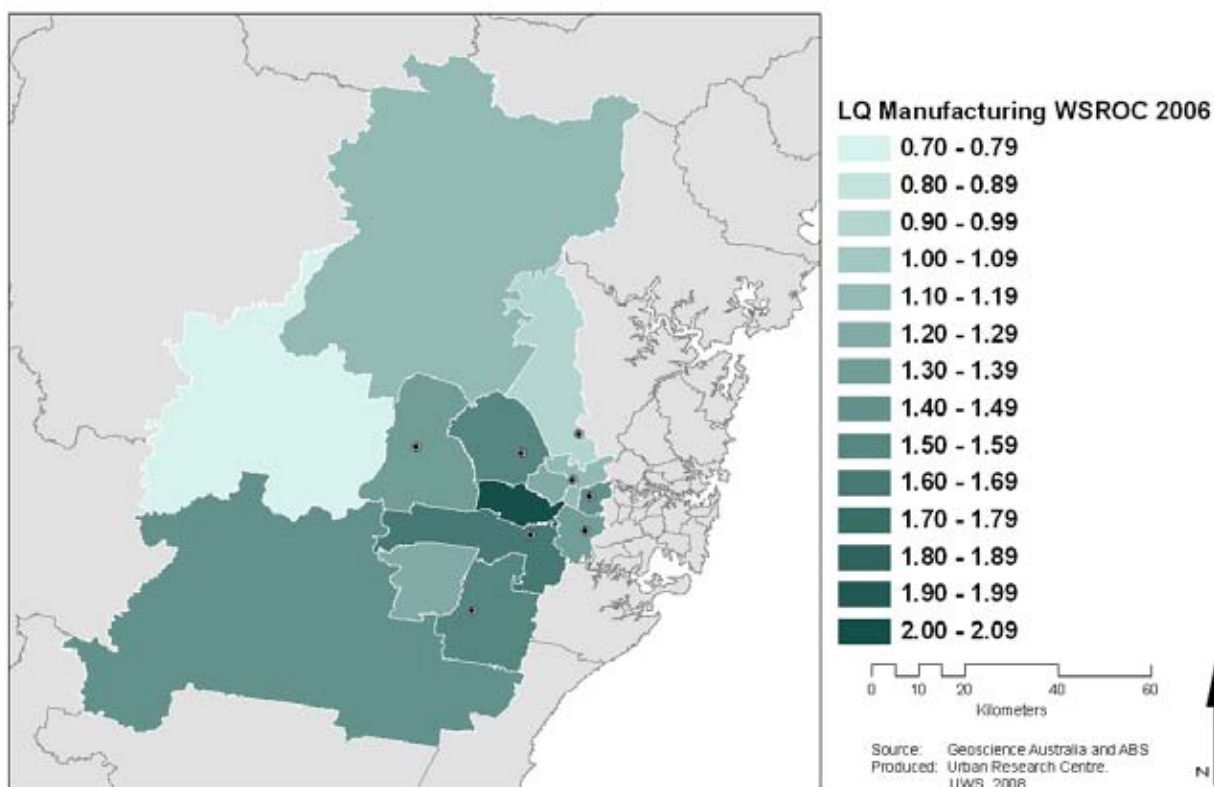 LQ Manufacturing WSROC 2006
0.70 - 0.79
0.80 - 0.89
0.90 - 0.99
1.00 - 1.09
1.10 - 1.19
1.20 - 1.29
1.30 - 1.39
1.40 - 1.49
1.50 - 1.59
1.60 - 1.69
1.70 - 1.79
1.80 - 1.89
1.90 - 1.99
2.00 - 2.09
0 10 20 40 60
Kilometers
Source: Geoscience Australia and ABS
Produced: Urban Research Centre.
UWS, 2008
N